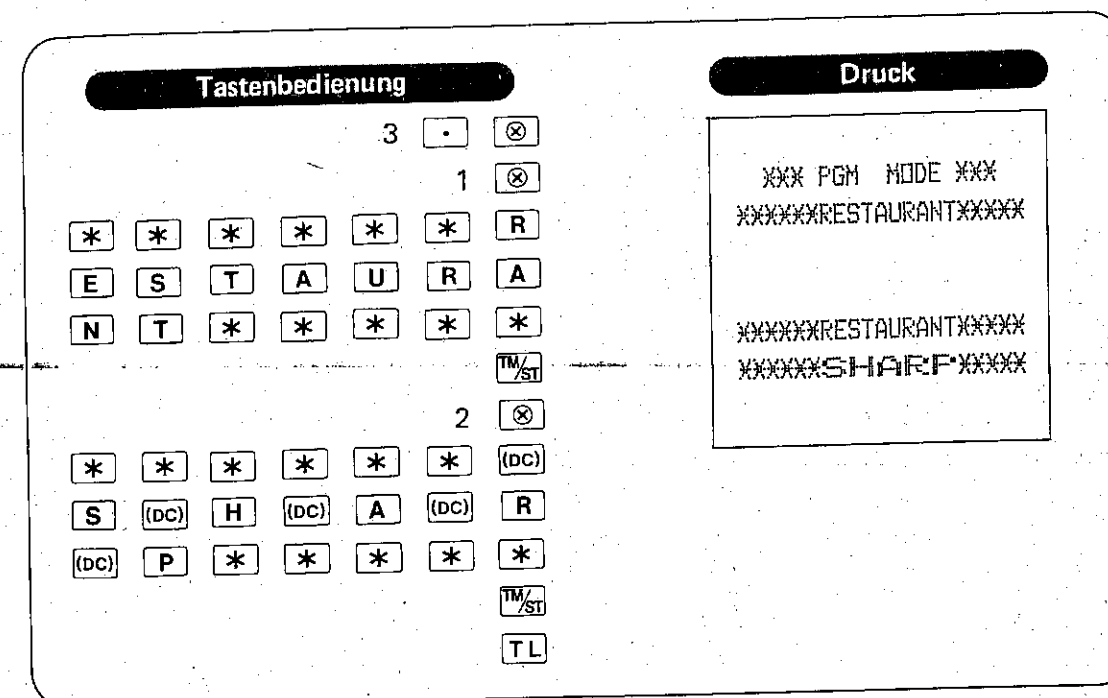 Tastenbedienung
3 · ⊗
1 ⊗
* * * * * * R
E S T A U R A
N T * * * * *
TM/ST
2 ⊗
* * * * * * (DC)
S (DC) H (DC) A (DC) R
(DC) P * * * * *
TM/ST
TL
Druck
*** PGM MODE ***
******RESTAURANT*****
******RESTAURANT*****
******SHARP*****